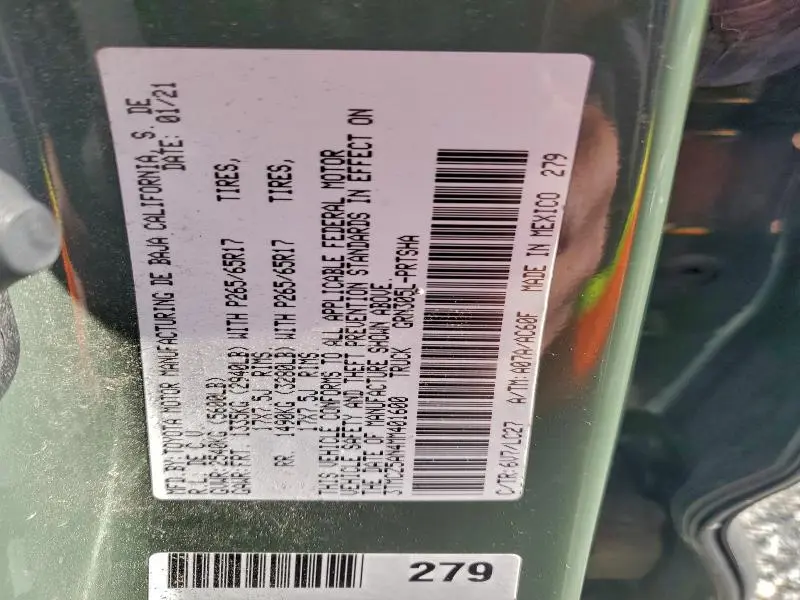 MFD BY TOYOTA MOTOR MANUFACTURING DE BAJA CALIFORNIA, S. DE
R.L. DE C.V. DATE: 01/21
GVWR 2540KG (5600LB)
GAWR FRT 1335KG (2940LB) WITH P265/65R17 TIRES,
17X7.5J RIMS
RR. 1490KG (3280LB) WITH P265/65R17 TIRES,
17X7.5J RIMS
THIS VEHICLE CONFORMS TO ALL APPLICABLE FEDERAL MOTOR
VEHICLE SAFETY AND THEFT PREVENTION STANDARDS IN EFFECT ON
THE DATE OF MANUFACTURE SHOWN ABOVE.
3TMCZ5AN4MM401680 TRUCK GRN305L-PRTSHA
C/TR:6V7/LC27 A/TM:A07A/AC60F MADE IN MEXICO 279
279